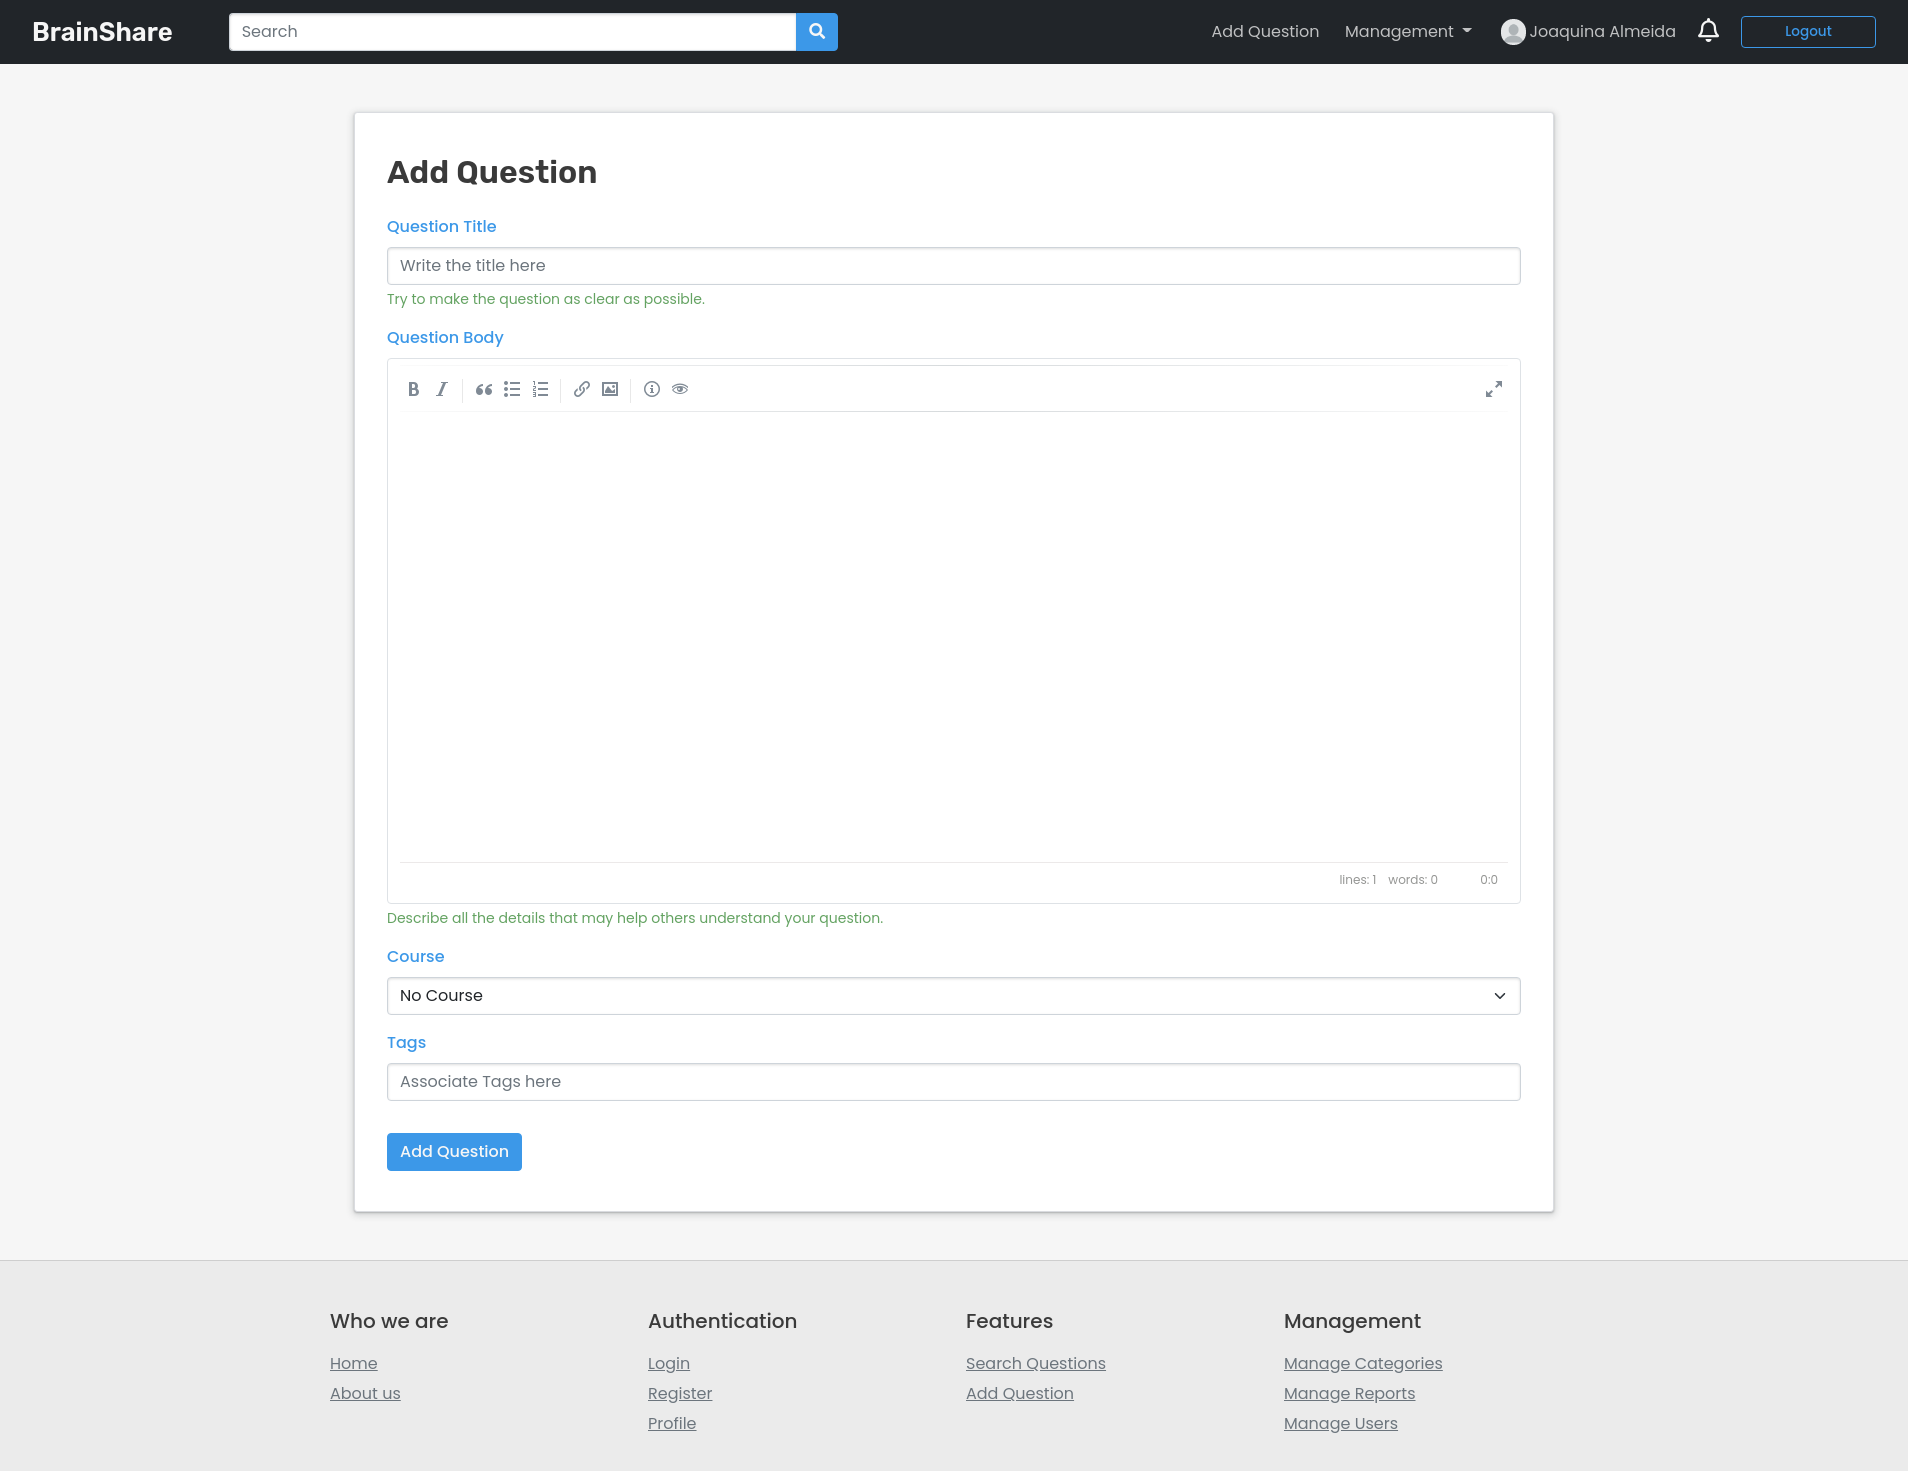 BrainShare
Search
Add Question
Management
Joaquina Almeida
Logout
Add Question
Question Title
Write the title here
Try to make the question as clear as possible.
Question Body
lines: 1 words: 0 0:0
Describe all the details that may help others understand your question.
Course
No Course
Tags
Associate Tags here
Add Question
Who we are
Home
About us
Authentication
Login
Register
Profile
Features
Search Questions
Add Question
Management
Manage Categories
Manage Reports
Manage Users